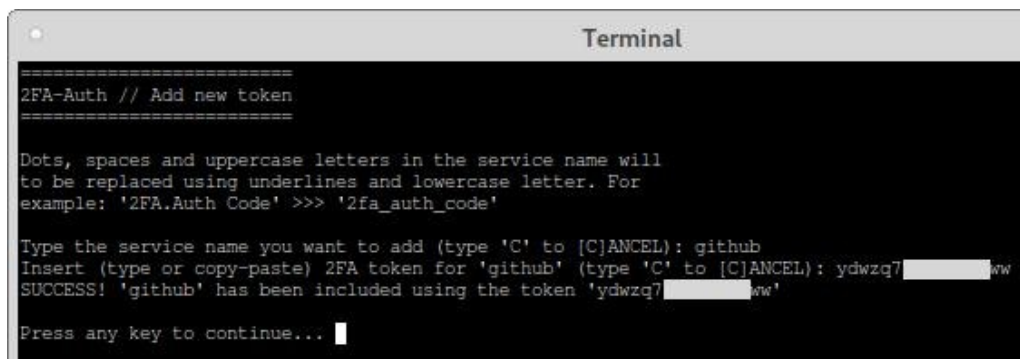 Terminal
=========================
2FA-Auth // Add new token
=========================
Dots, spaces and uppercase letters in the service name will
to be replaced using underlines and lowercase letter. For
example: '2FA.Auth Code' >>> '2fa_auth_code'
Type the service name you want to add (type 'C' to [C]ANCEL): github
Insert (type or copy-paste) 2FA token for 'github' (type 'C' to [C]ANCEL): ydwzq7 ww
SUCCESS! 'github' has been included using the token 'ydwzq7 ww'
Press any key to continue...